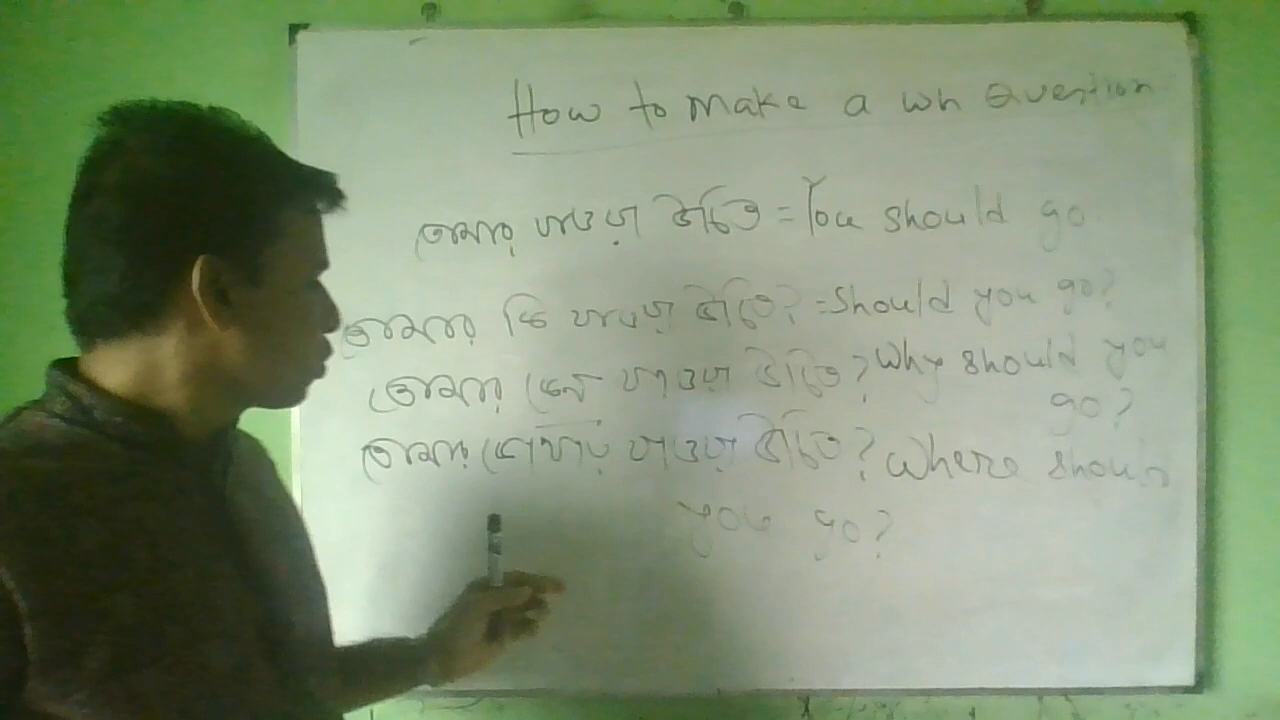 How to make a wh Question
তোমার যাওয়া উচিত = You should go
তোমার কি যাওয়া উচিত? = Should you go?
তোমার কেন যাওয়া উচিত? Why should you
go?
তোমার কোথায় যাওয়া উচিত? Where should
you go?